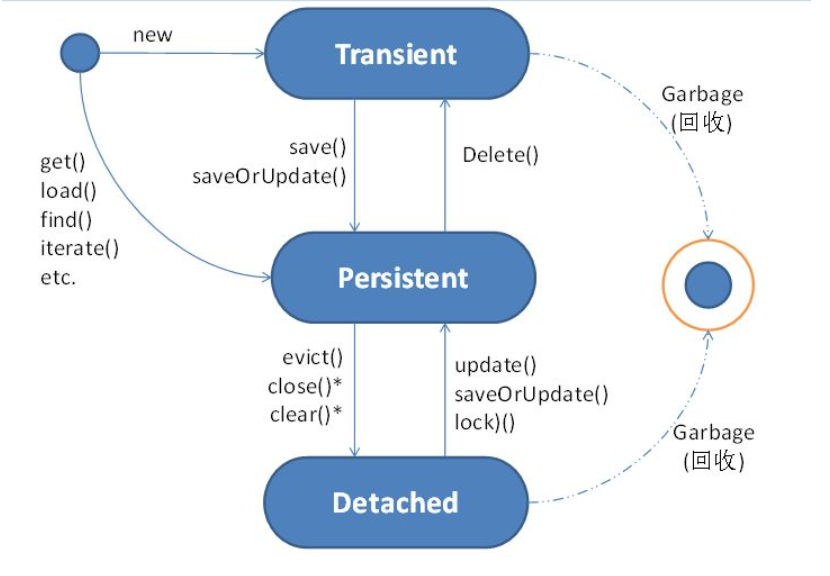 new
Transient
Garbage
(回收)
save()
saveOrUpdate()
Delete()
get()
load()
find()
iterate()
etc.
Persistent
evict()
close()*
clear()*
update()
saveOrUpdate()
lock)()
Garbage
(回收)
Detached